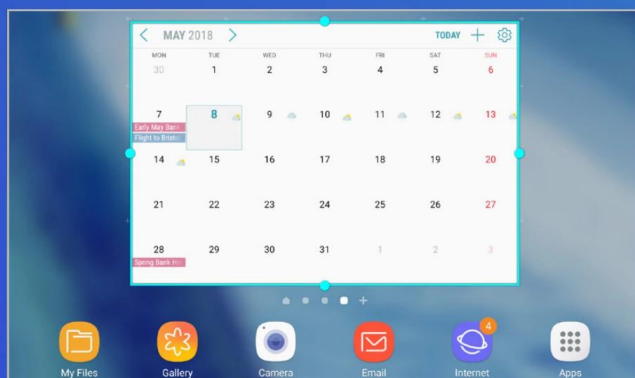 MAY 2018 TODAY
MON TUE WED THU FRI SAT SUN
30 1 2 3 4 5 6
7 8 9 10 11 12 13
Early May Bank
Flight to Bristol
14 15 16 17 18 19 20
21 22 23 24 25 26 27
28 29 30 31 1 2 3
Spring Bank H
4
My Files Gallery Camera Email Internet Apps